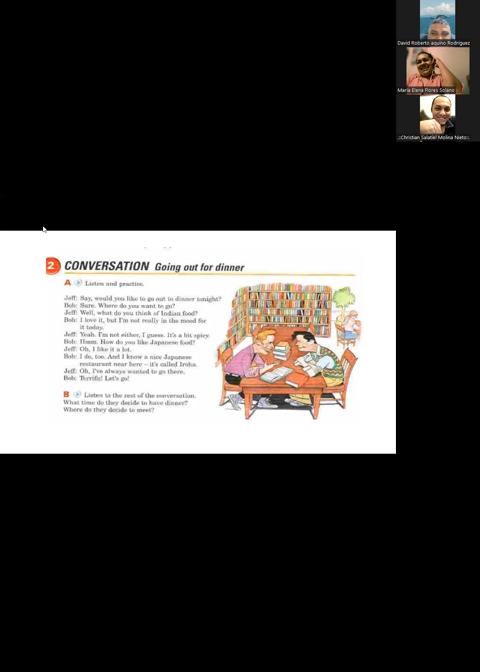 David Roberto aquino Rodriguez
Maria Elena Flores Solano
Christian Salatiel Molina Nieto
2 CONVERSATION Going out for dinner
A Listen and practice.
Jeff: Say, would you like to go out to dinner tonight?
Bob: Sure. Where do you want to go?
Jeff: Well, what do you think of Indian food?
Bob: I love it, but I'm not really in the mood for
it today.
Jeff: Yeah. I'm not either, I guess. It's a bit spicy.
Bob: Hmm. How do you like Japanese food?
Jeff: Oh, I like it a lot.
Bob: I do, too. And I know a nice Japanese
restaurant near here – it's called Iroha.
Jeff: Oh, I've always wanted to go there.
Bob: Terrific! Let's go!
B Listen to the rest of the conversation.
What time do they decide to have dinner?
Where do they decide to meet?